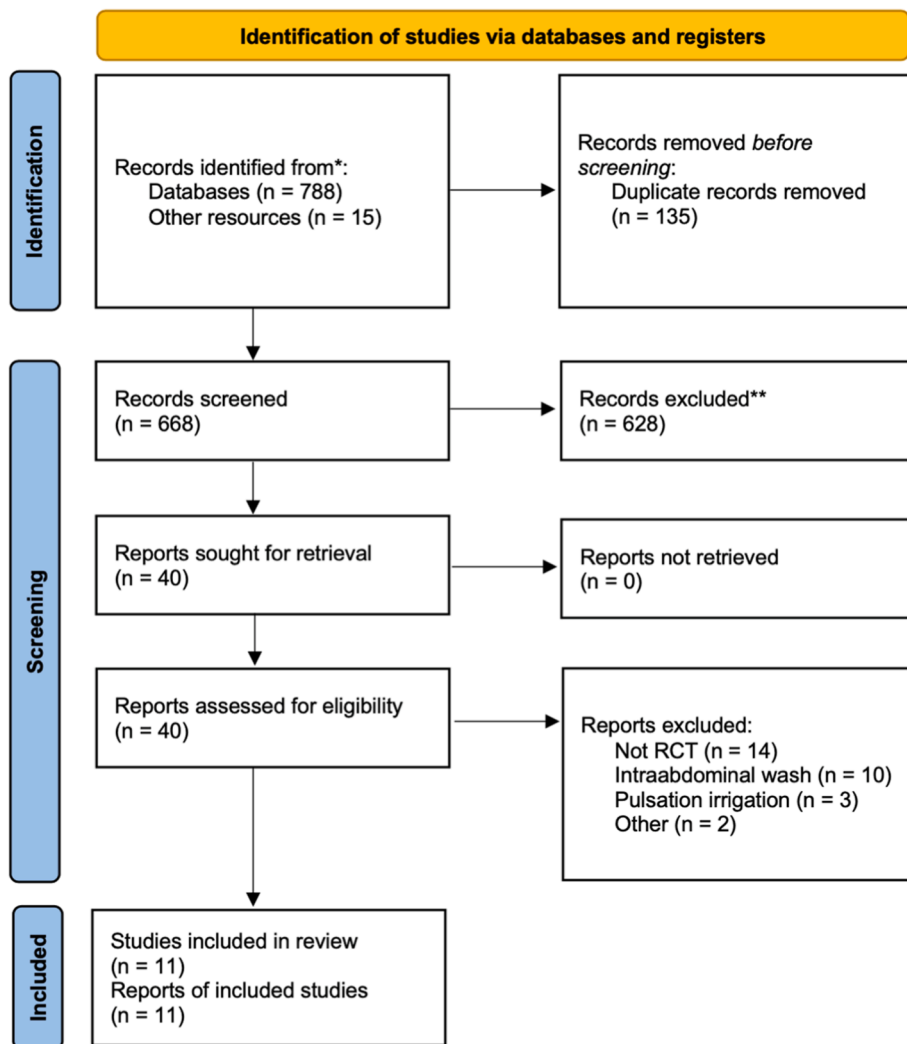 Identification of studies via databases and registers
Identification
Records identified from*:
Databases (n = 788)
Other resources (n = 15)
Records removed before
screening:
Duplicate records removed
(n = 135)
Screening
Records screened
(n = 668)
Records excluded**
(n = 628)
Reports sought for retrieval
(n = 40)
Reports not retrieved
(n = 0)
Reports assessed for eligibility
(n = 40)
Reports excluded:
Not RCT (n = 14)
Intraabdominal wash (n = 10)
Pulsation irrigation (n = 3)
Other (n = 2)
Included
Studies included in review
(n = 11)
Reports of included studies
(n = 11)